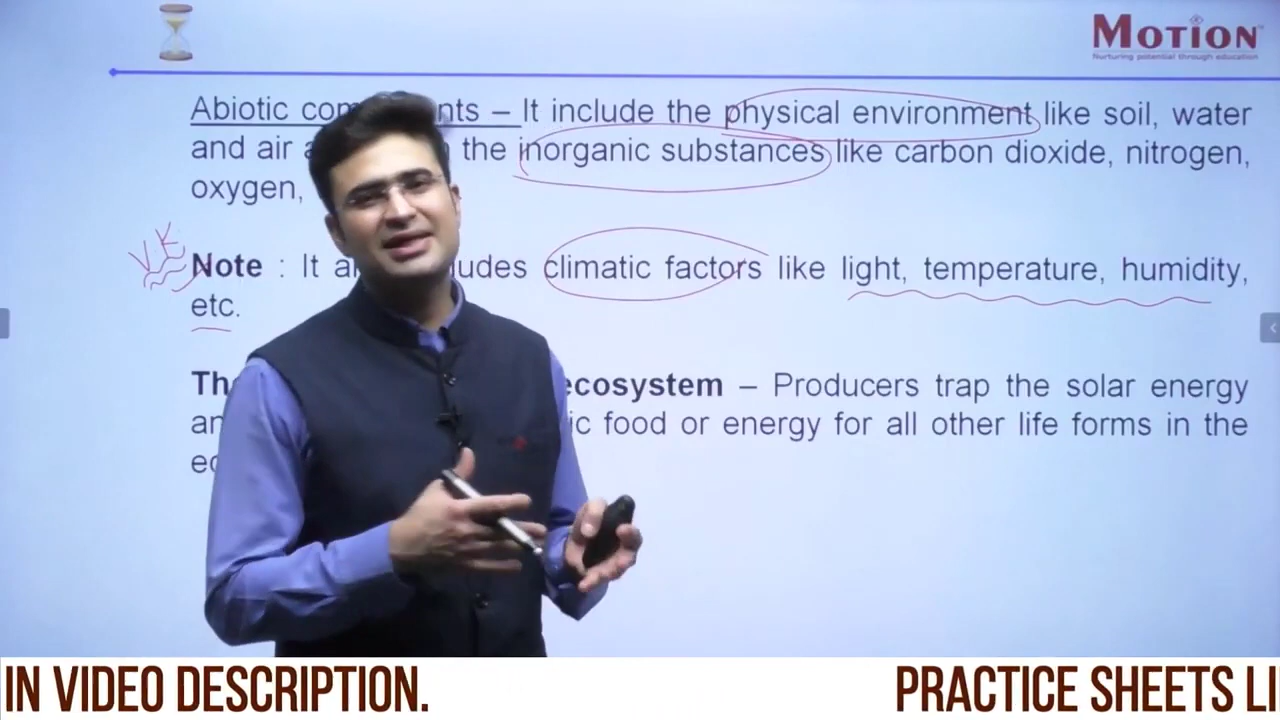 MOTION
Nurturing potential through education
Abiotic com nts – It include the physical environment like soil, water
and air a the inorganic substances like carbon dioxide, nitrogen,
oxygen,
Note : It al udes climatic factors like light, temperature, humidity,
etc.
Th ecosystem – Producers trap the solar energy
an ic food or energy for all other life forms in the
ec
IN VIDEO DESCRIPTION. PRACTICE SHEETS LI